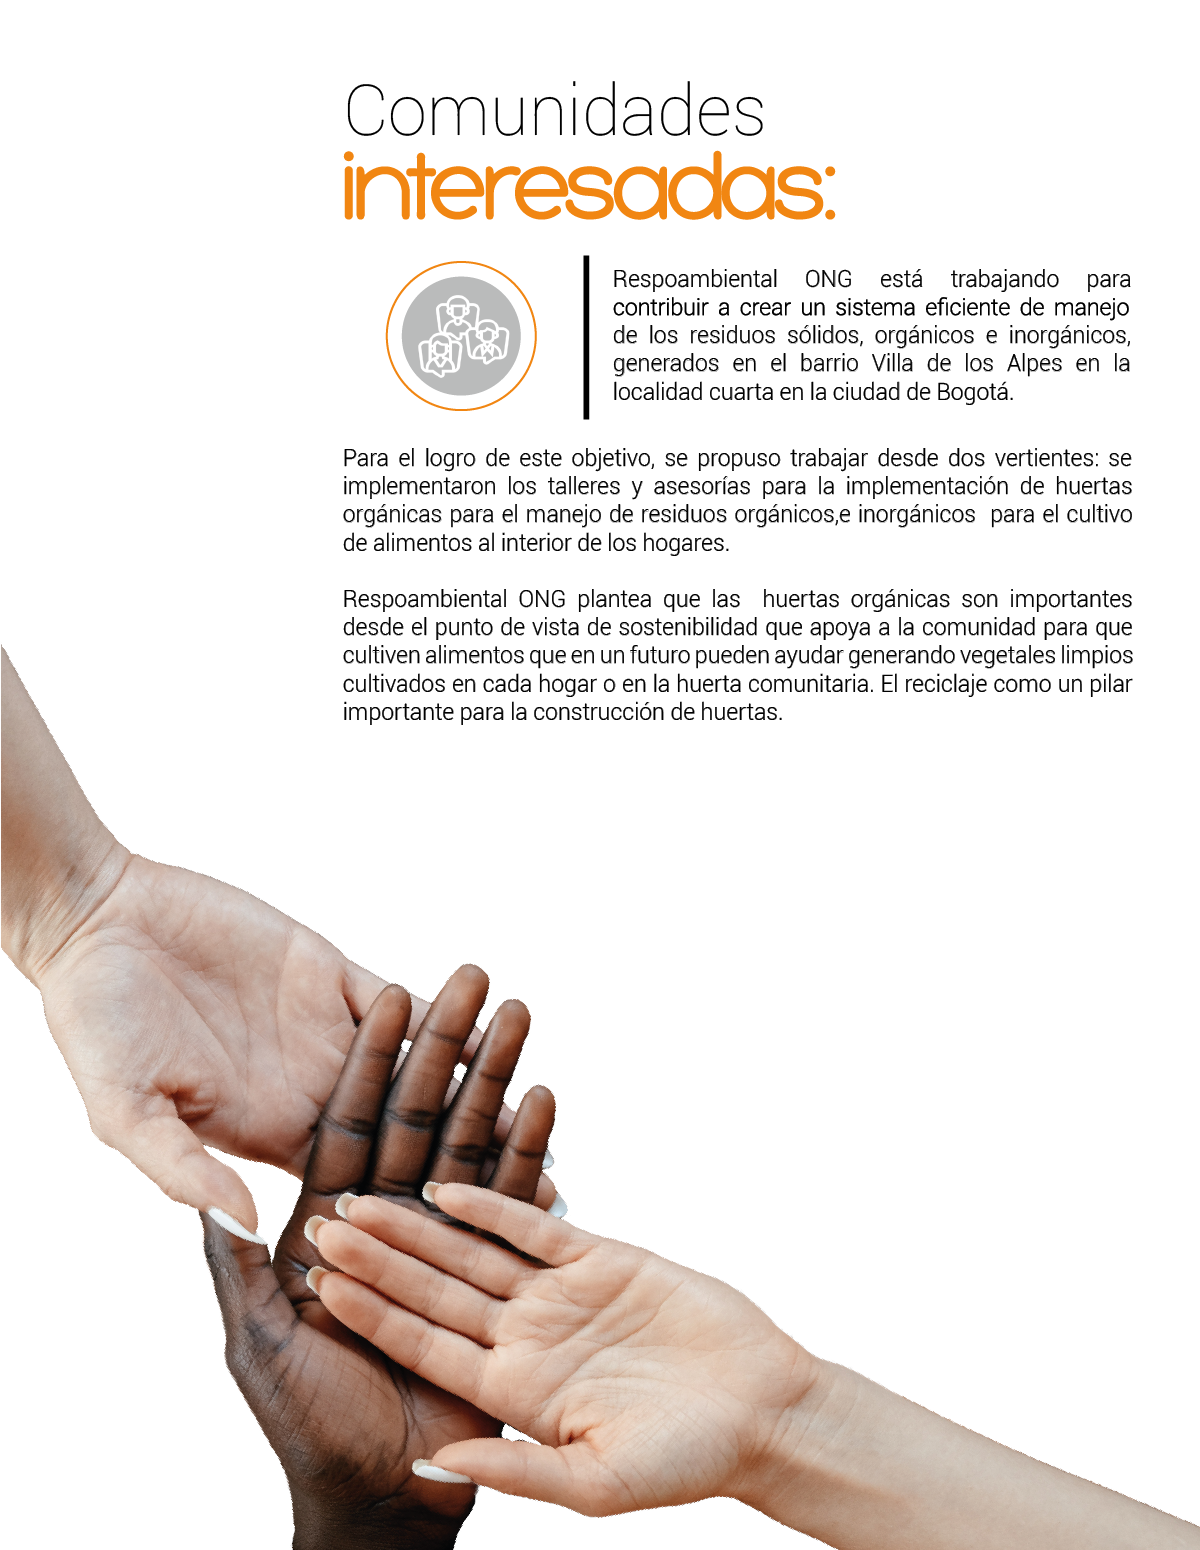 Comunidades
interesadas:
Respoambiental ONG está trabajando para
contribuir a crear un sistema eficiente de manejo
de los residuos sólidos, orgánicos e inorgánicos,
generados en el barrio Villa de los Alpes en la
localidad cuarta en la ciudad de Bogotá.
Para el logro de este objetivo, se propuso trabajar desde dos vertientes: se
implementaron los talleres y asesorías para la implementación de huertas
orgánicas para el manejo de residuos orgánicos,e inorgánicos  para el cultivo
de alimentos al interior de los hogares.
Respoambiental ONG plantea que las  huertas orgánicas son importantes
desde el punto de vista de sostenibilidad que apoya a la comunidad para que
cultiven alimentos que en un futuro pueden ayudar generando vegetales limpios
cultivados en cada hogar o en la huerta comunitaria. El reciclaje como un pilar
importante para la construcción de huertas.